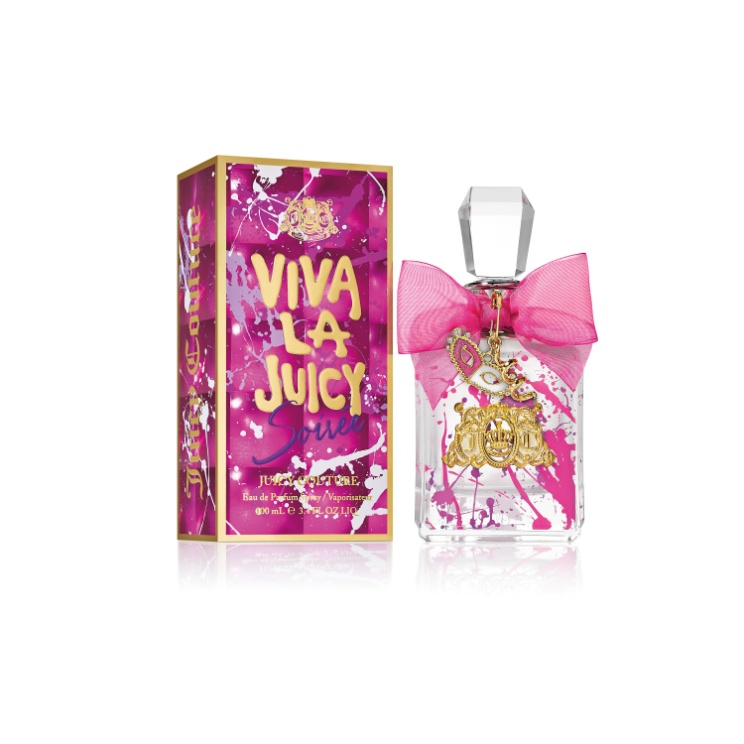 Juicy Couture
VIVA
LA
JUICY
Soirée
JUICY COUTURE
Eau de Parfum Spray / Vaporisateur
100 mL ℮ 3.4 FL OZ LIQ